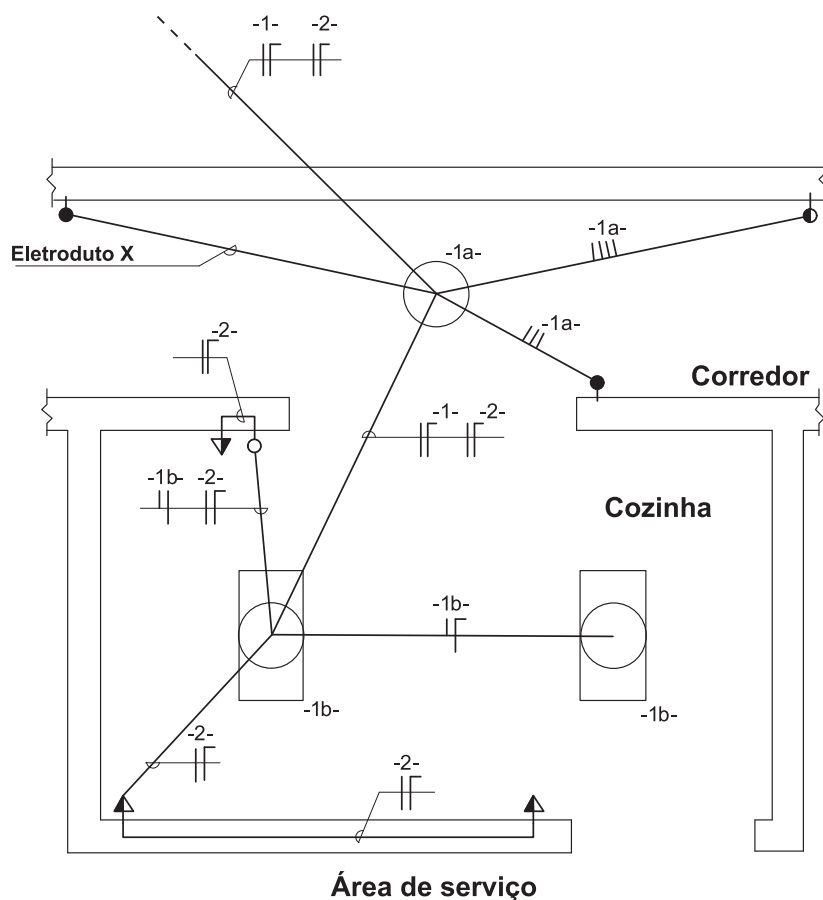 -1- -2-
-1a-
Eletroduto X
-1a-
-1a-
-2-
Corredor
-1- -2-
-1b- -2-
Cozinha
-1b-
-1b-
-1b-
-2-
-2-
Área de serviço